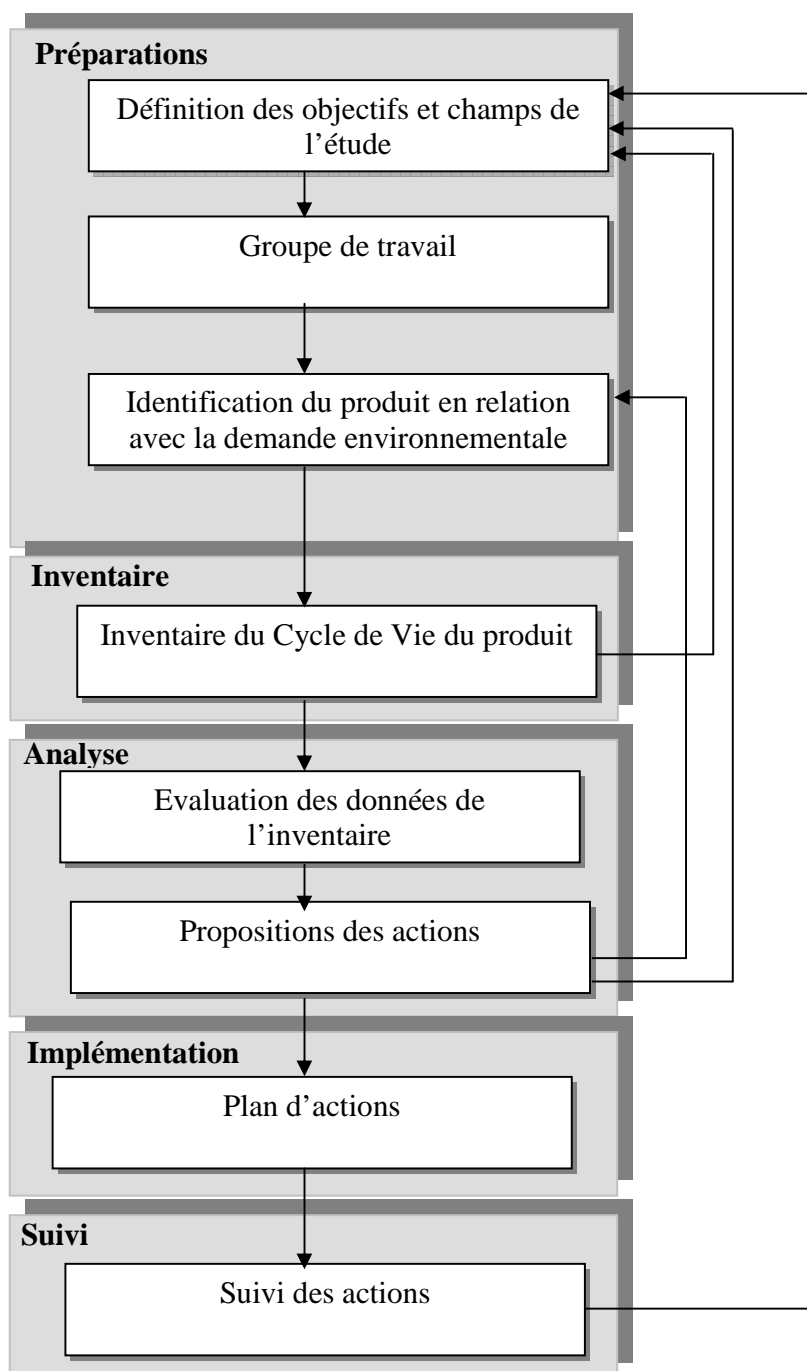 Préparations
Définition des objectifs et champs de
l’étude
Groupe de travail
Identification du produit en relation
avec la demande environnementale
Inventaire
Inventaire du Cycle de Vie du produit
Analyse
Evaluation des données de
l’inventaire
Propositions des actions
Implémentation
Plan d’actions
Suivi
Suivi des actions